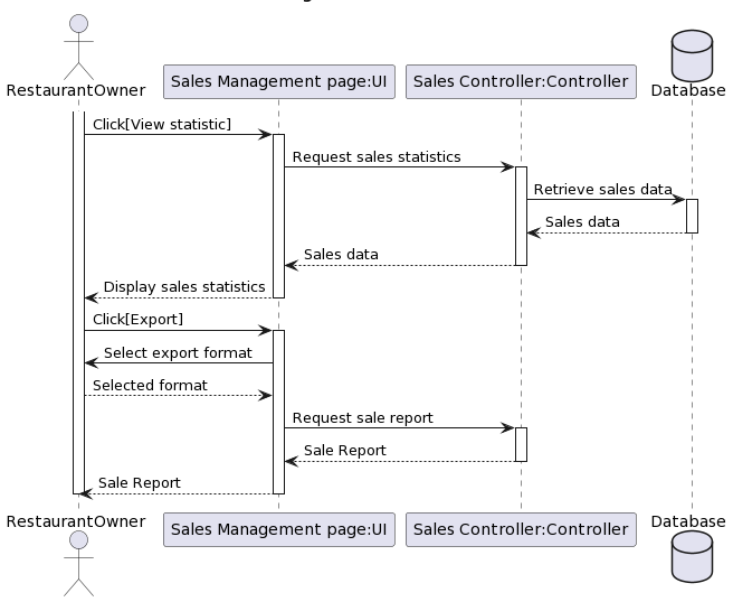 RestaurantOwner
Sales Management page:UI
Sales Controller:Controller
Database
Click[View statistic]
Request sales statistics
Retrieve sales data
Sales data
Sales data
Display sales statistics
Click[Export]
Select export format
Selected format
Request sale report
Sale Report
Sale Report
RestaurantOwner
Sales Management page:UI
Sales Controller:Controller
Database